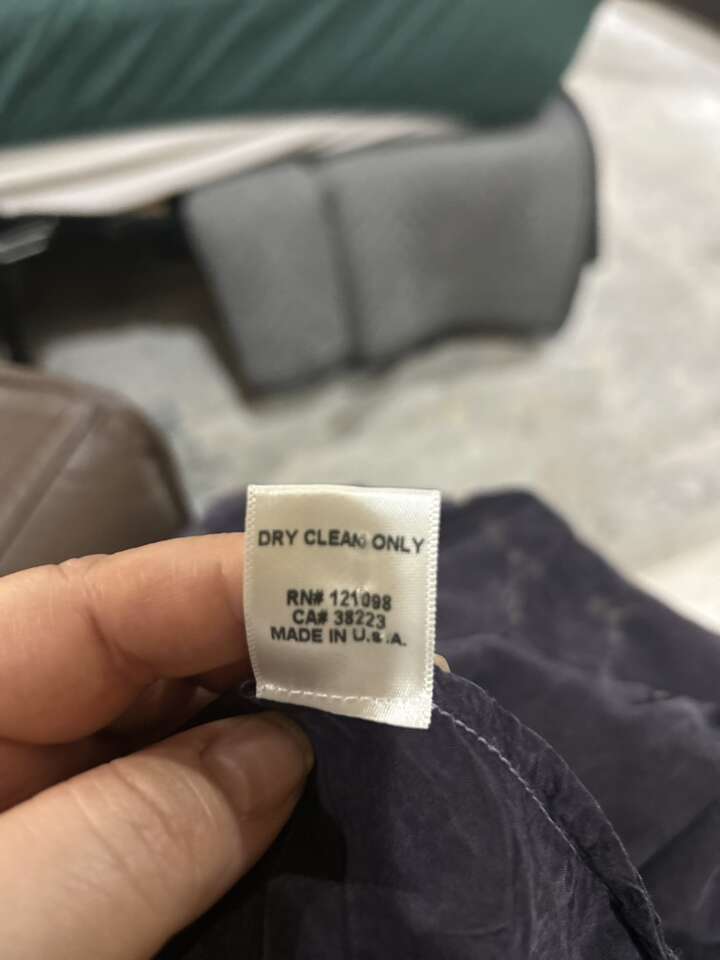 DRY CLEAN ONLY
RN# 121098
CA# 38223
MADE IN U.S.A.